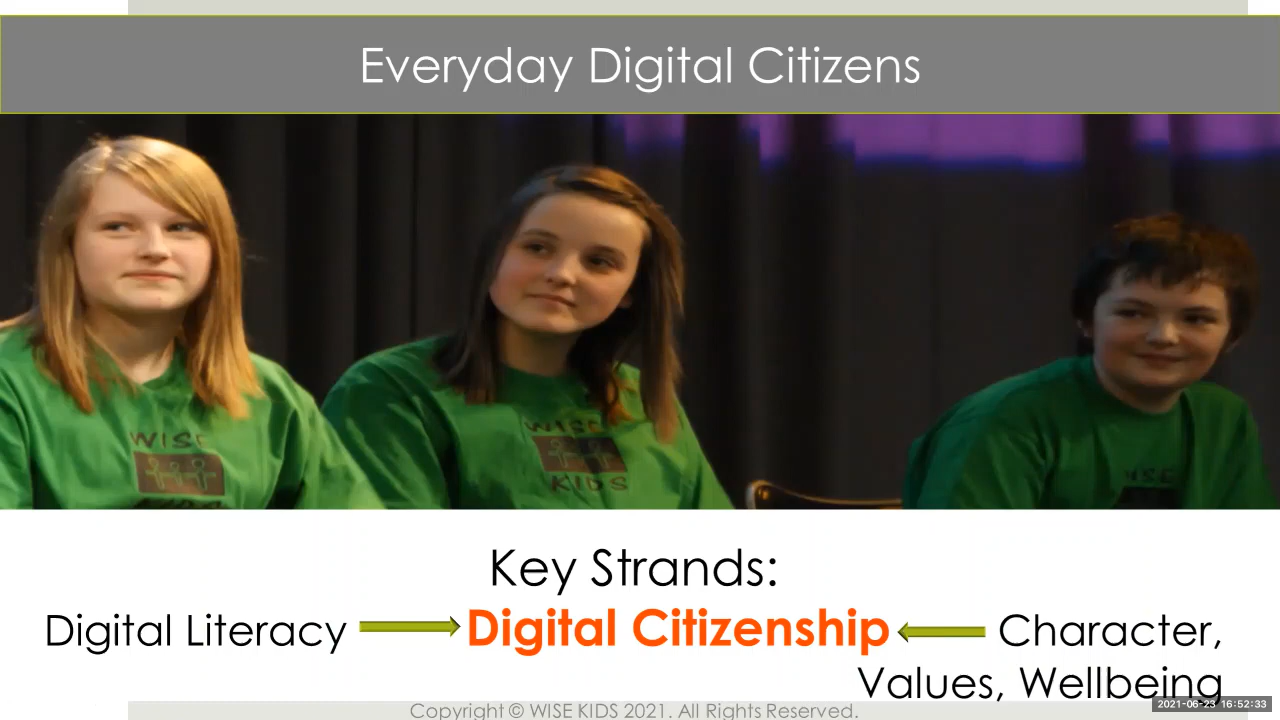 Everyday Digital Citizens
WISE
WISE
KIDS
Key Strands:
Digital Literacy Digital Citizenship Character,
Values, Wellbeing
Copyright © WISE KIDS 2021. All Rights Reserved.
2021-06-23 16:52:33